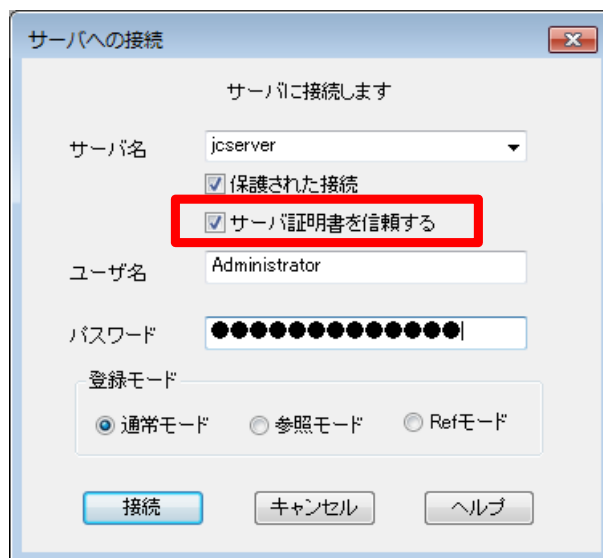 サーバへの接続
サーバに接続します
サーバ名 jcserver
保護された接続
サーバ証明書を信頼する
ユーザ名 Administrator
パスワード ●●●●●●●●●●●●●
登録モード
通常モード 参照モード Refモード
接続 キャンセル ヘルプ